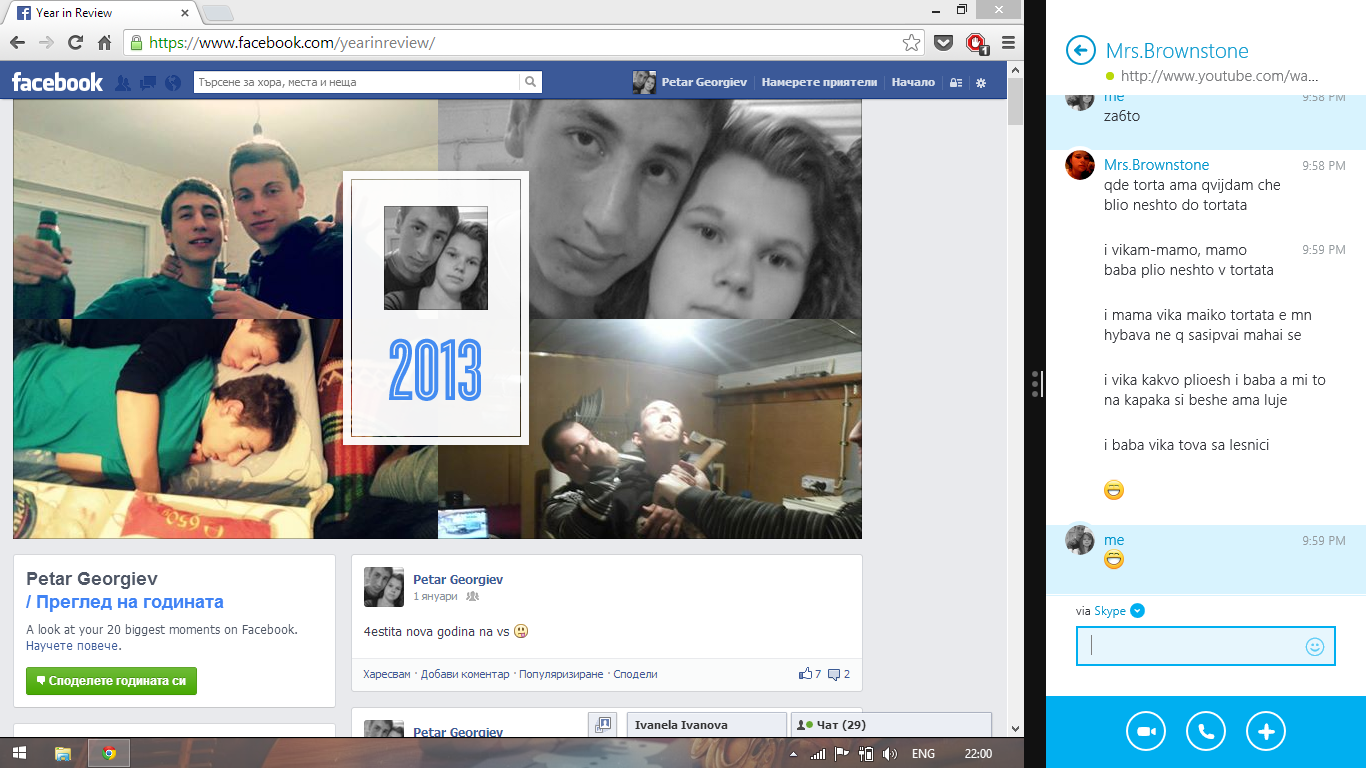 Year in Review
https://www.facebook.com/yearinreview/
1
facebook
Търсене за хора, места и неща
Petar Georgiev
Намерете приятели
Начало
2013
650g
Petar Georgiev
/ Преглед на годината
A look at your 20 biggest moments on Facebook.
Научете повече.
Споделете годината си
Petar Georgiev
1 януари
4estita nova godina na vs
Харесвам · Добави коментар · Популяризиране · Сподели
7
2
Petar Georgiev
Ivanela Ivanova
Чат (29)
ENG
22:00
Mrs.Brownstone
http://www.youtube.com/wa...
me
9:58 PM
za6to
Mrs.Brownstone
9:58 PM
qde torta ama qvijdam che
blio neshto do tortata
i vikam-mamo, mamo
9:59 PM
baba plio neshto v tortata
i mama vika maiko tortata e mn
hybava ne q sasipvai mahai se
i vika kakvo plioesh i baba a mi to
na kapaka si beshe ama luje
i baba vika tova sa lesnici
me
9:59 PM
via Skype